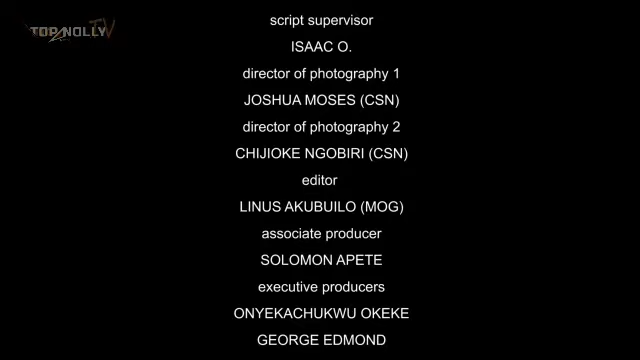 TOP NOLLY TV
script supervisor
ISAAC O.
director of photography 1
JOSHUA MOSES (CSN)
director of photography 2
CHIJIOKE NGOBIRI (CSN)
editor
LINUS AKUBUILO (MOG)
associate producer
SOLOMON APETE
executive producers
ONYEKACHUKWU OKEKE
GEORGE EDMOND